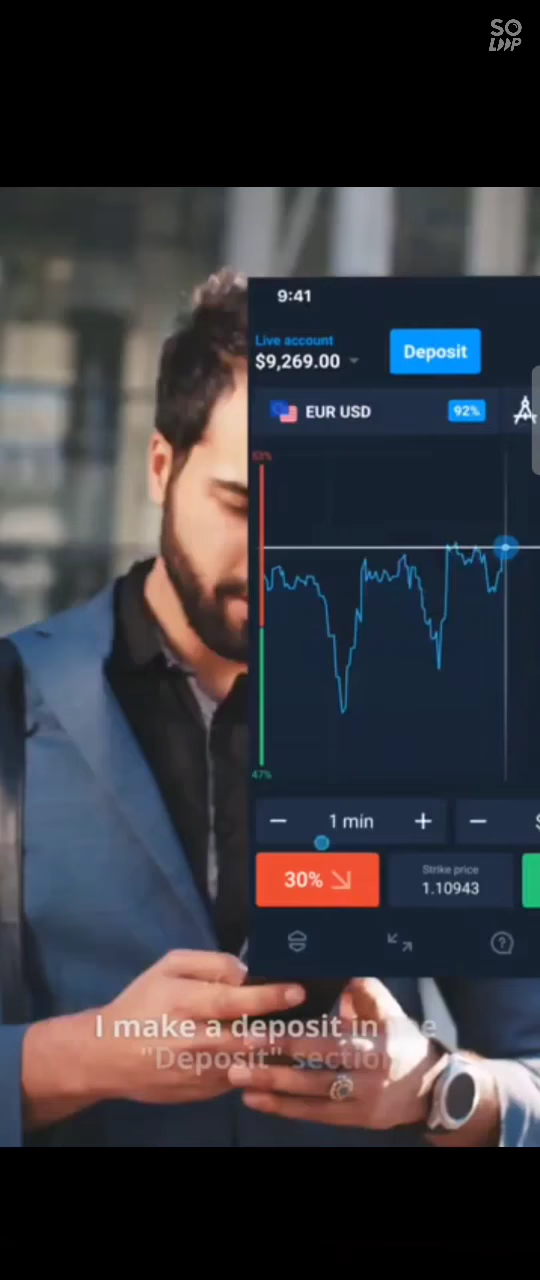 SO
LOOP
9:41
Live account
$9,269.00
Deposit
EUR USD
92%
53%
47%
1 min
$
30%
Strike price
1.10943
I make a deposit in the
"Deposit" section